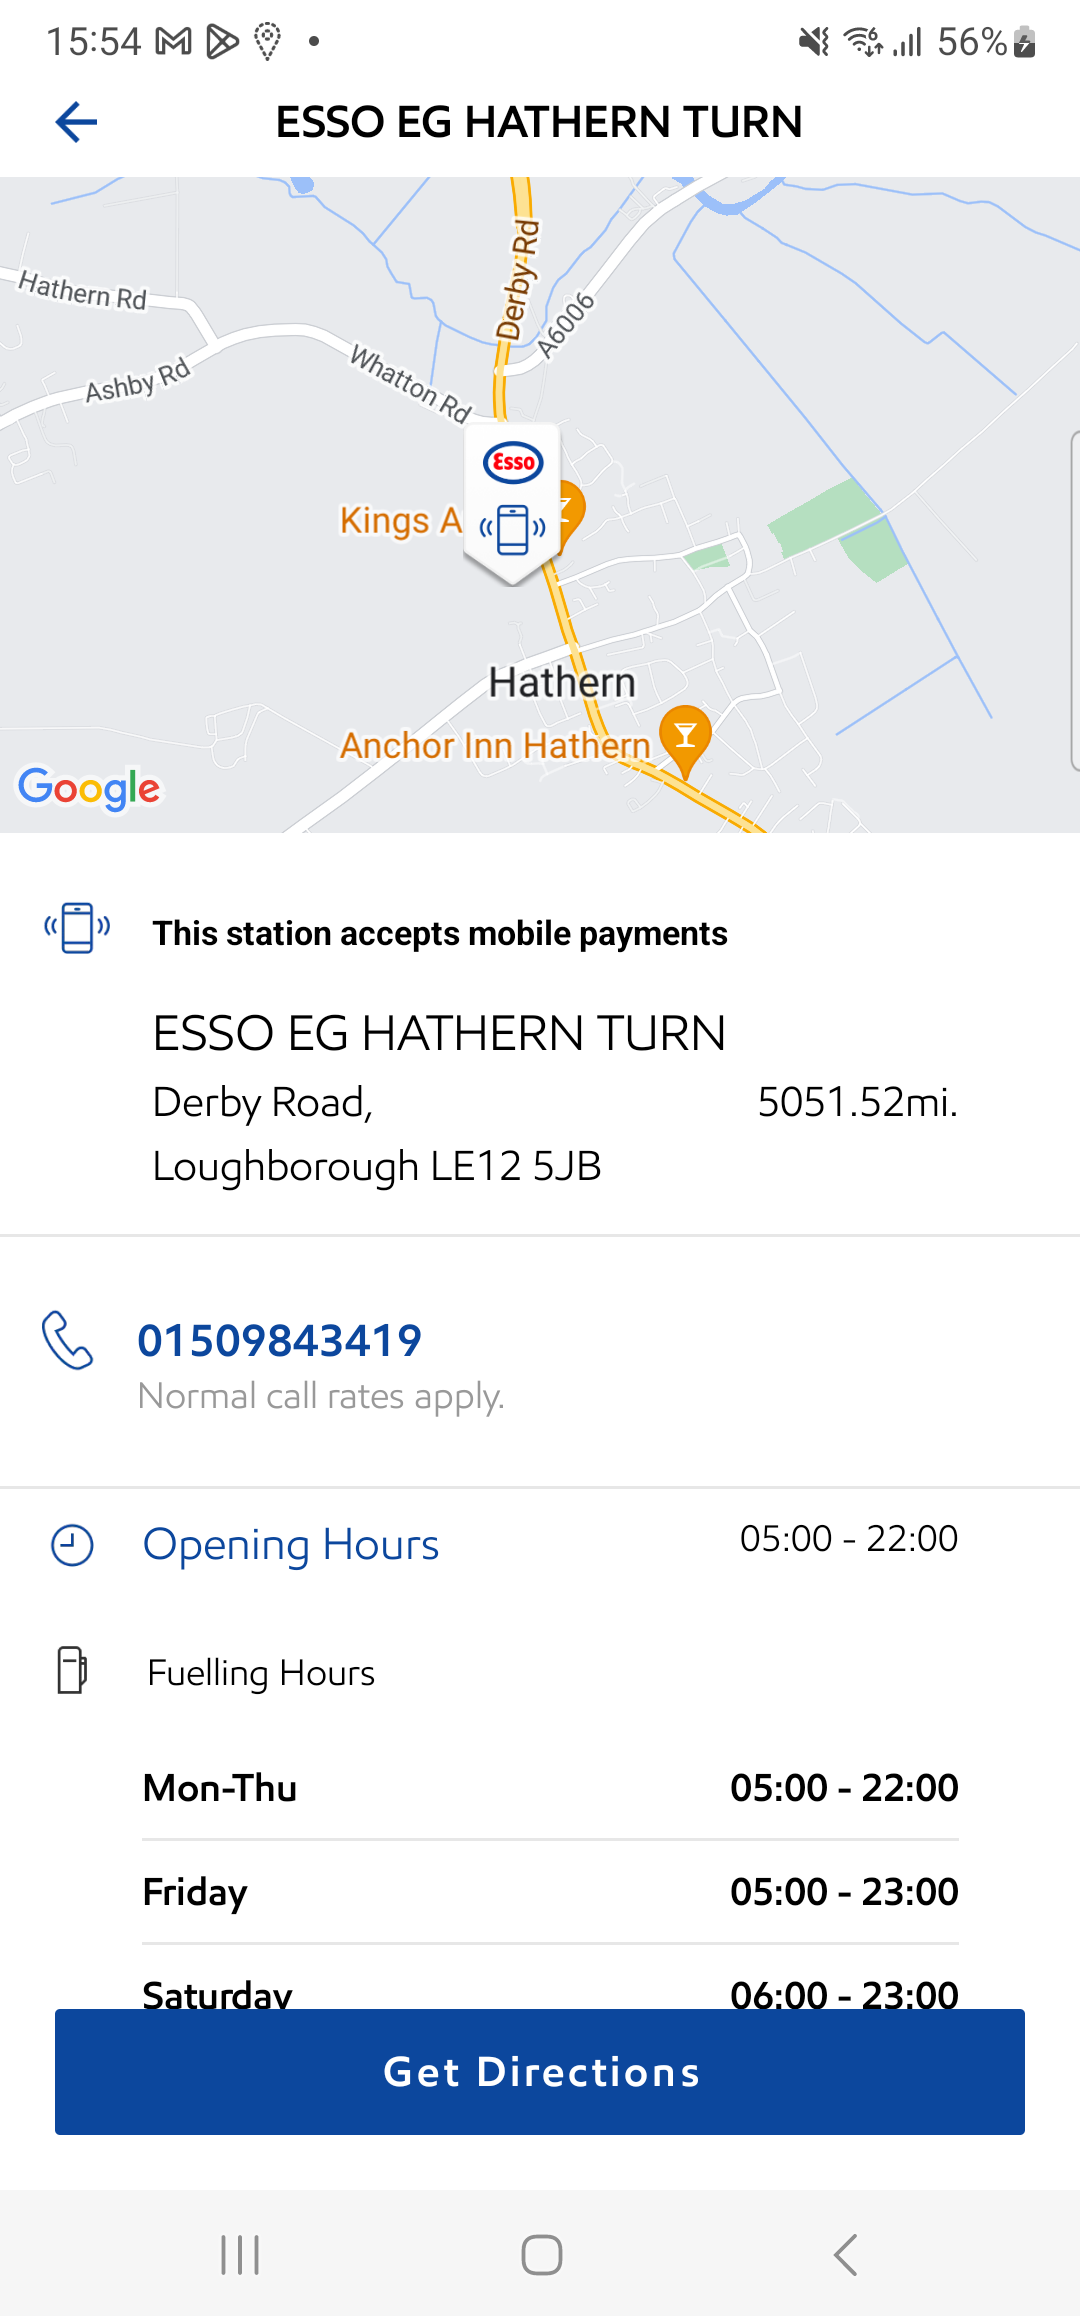 15:54 56%
ESSO EG HATHERN TURN
Derby Rd
Hathern Rd
A6006
Ashby Rd
Whatton Rd
Esso
Kings A
Hathern
Anchor Inn Hathern
Google
This station accepts mobile payments
ESSO EG HATHERN TURN
Derby Road, 5051.52mi.
Loughborough LE12 5JB
01509843419
Normal call rates apply.
Opening Hours 05:00 - 22:00
Fuelling Hours
Mon-Thu 05:00 - 22:00
Friday 05:00 - 23:00
Saturday 06:00 - 23:00
Get Directions